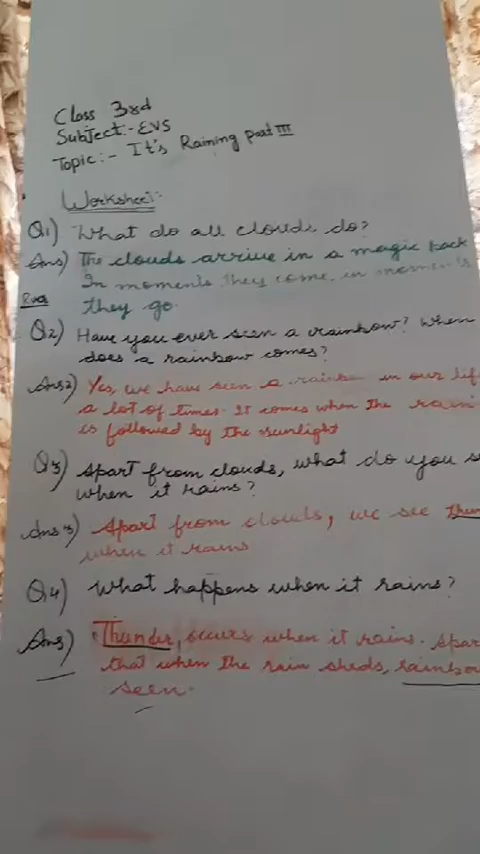 Class 3rd
Subject:- EVS
Topic:- It's Raining part III
Worksheet:-
Q1) What do all clouds do?
Ans) The clouds arrive in a magic pack
In moments they come, in momen's
they go.
Q2) Have you ever seen a rainbow? When
does a rainbow comes?
Ans2) Yes, we have seen a rainbow in our lif
a lot of times. It comes when the rain
is followed by the sunlight
Q3) Apart from clouds, what do you s
when it rains?
Ans3) Apart from clouds, we see thun
when it rains
Q4) What happens when it rains?
Ans) Thunder, occurs when it rains. Apar
that when the rain sheds, rainbow
seen.